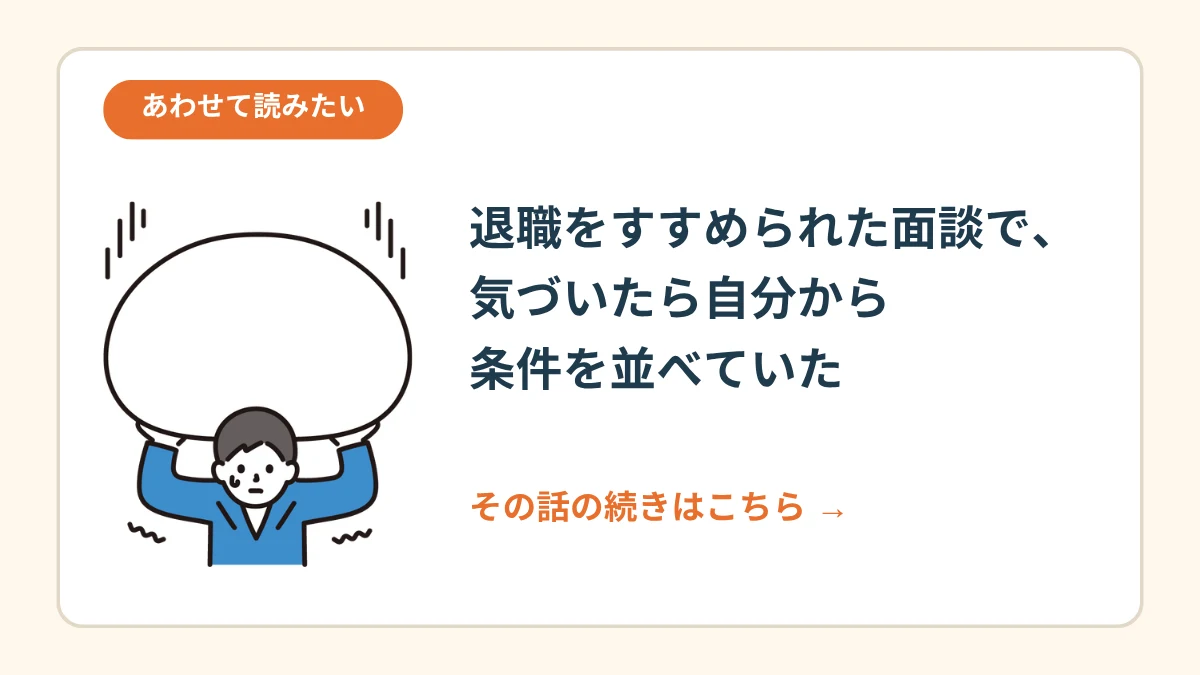 あわせて読みたい
退職をすすめられた面談で、
気づいたら自分から
条件を並べていた
その話の続きはこちら →